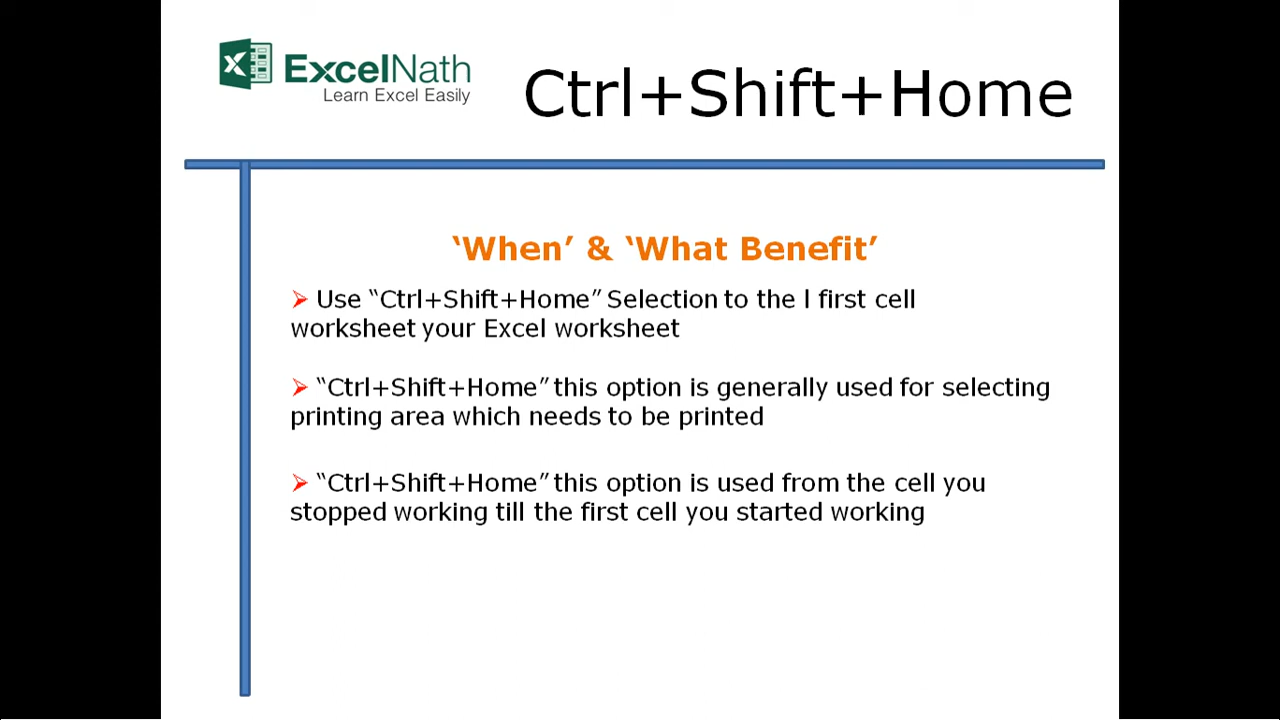 ExcelNath
Learn Excel Easily
Ctrl+Shift+Home
‘When’ & ‘What Benefit’
➢ Use “Ctrl+Shift+Home” Selection to the l first cell
worksheet your Excel worksheet
➢ “Ctrl+Shift+Home” this option is generally used for selecting
printing area which needs to be printed
➢ “Ctrl+Shift+Home” this option is used from the cell you
stopped working till the first cell you started working